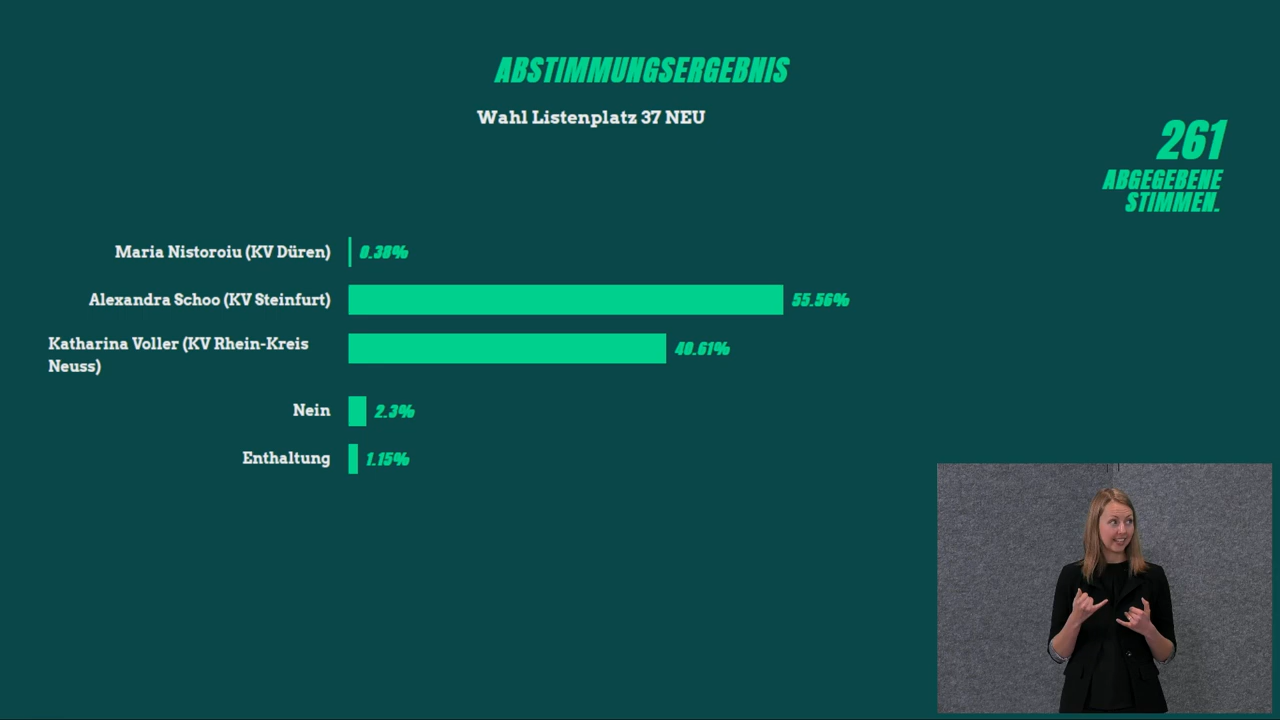 ABSTIMMUNGSERGEBNIS
Wahl Listenplatz 37 NEU
261
ABGEGEBENE
STIMMEN.
Maria Nistoroiu (KV Düren)
0.38%
Alexandra Schoo (KV Steinfurt)
55.56%
Katharina Voller (KV Rhein-Kreis
Neuss)
40.61%
Nein
2.3%
Enthaltung
1.15%